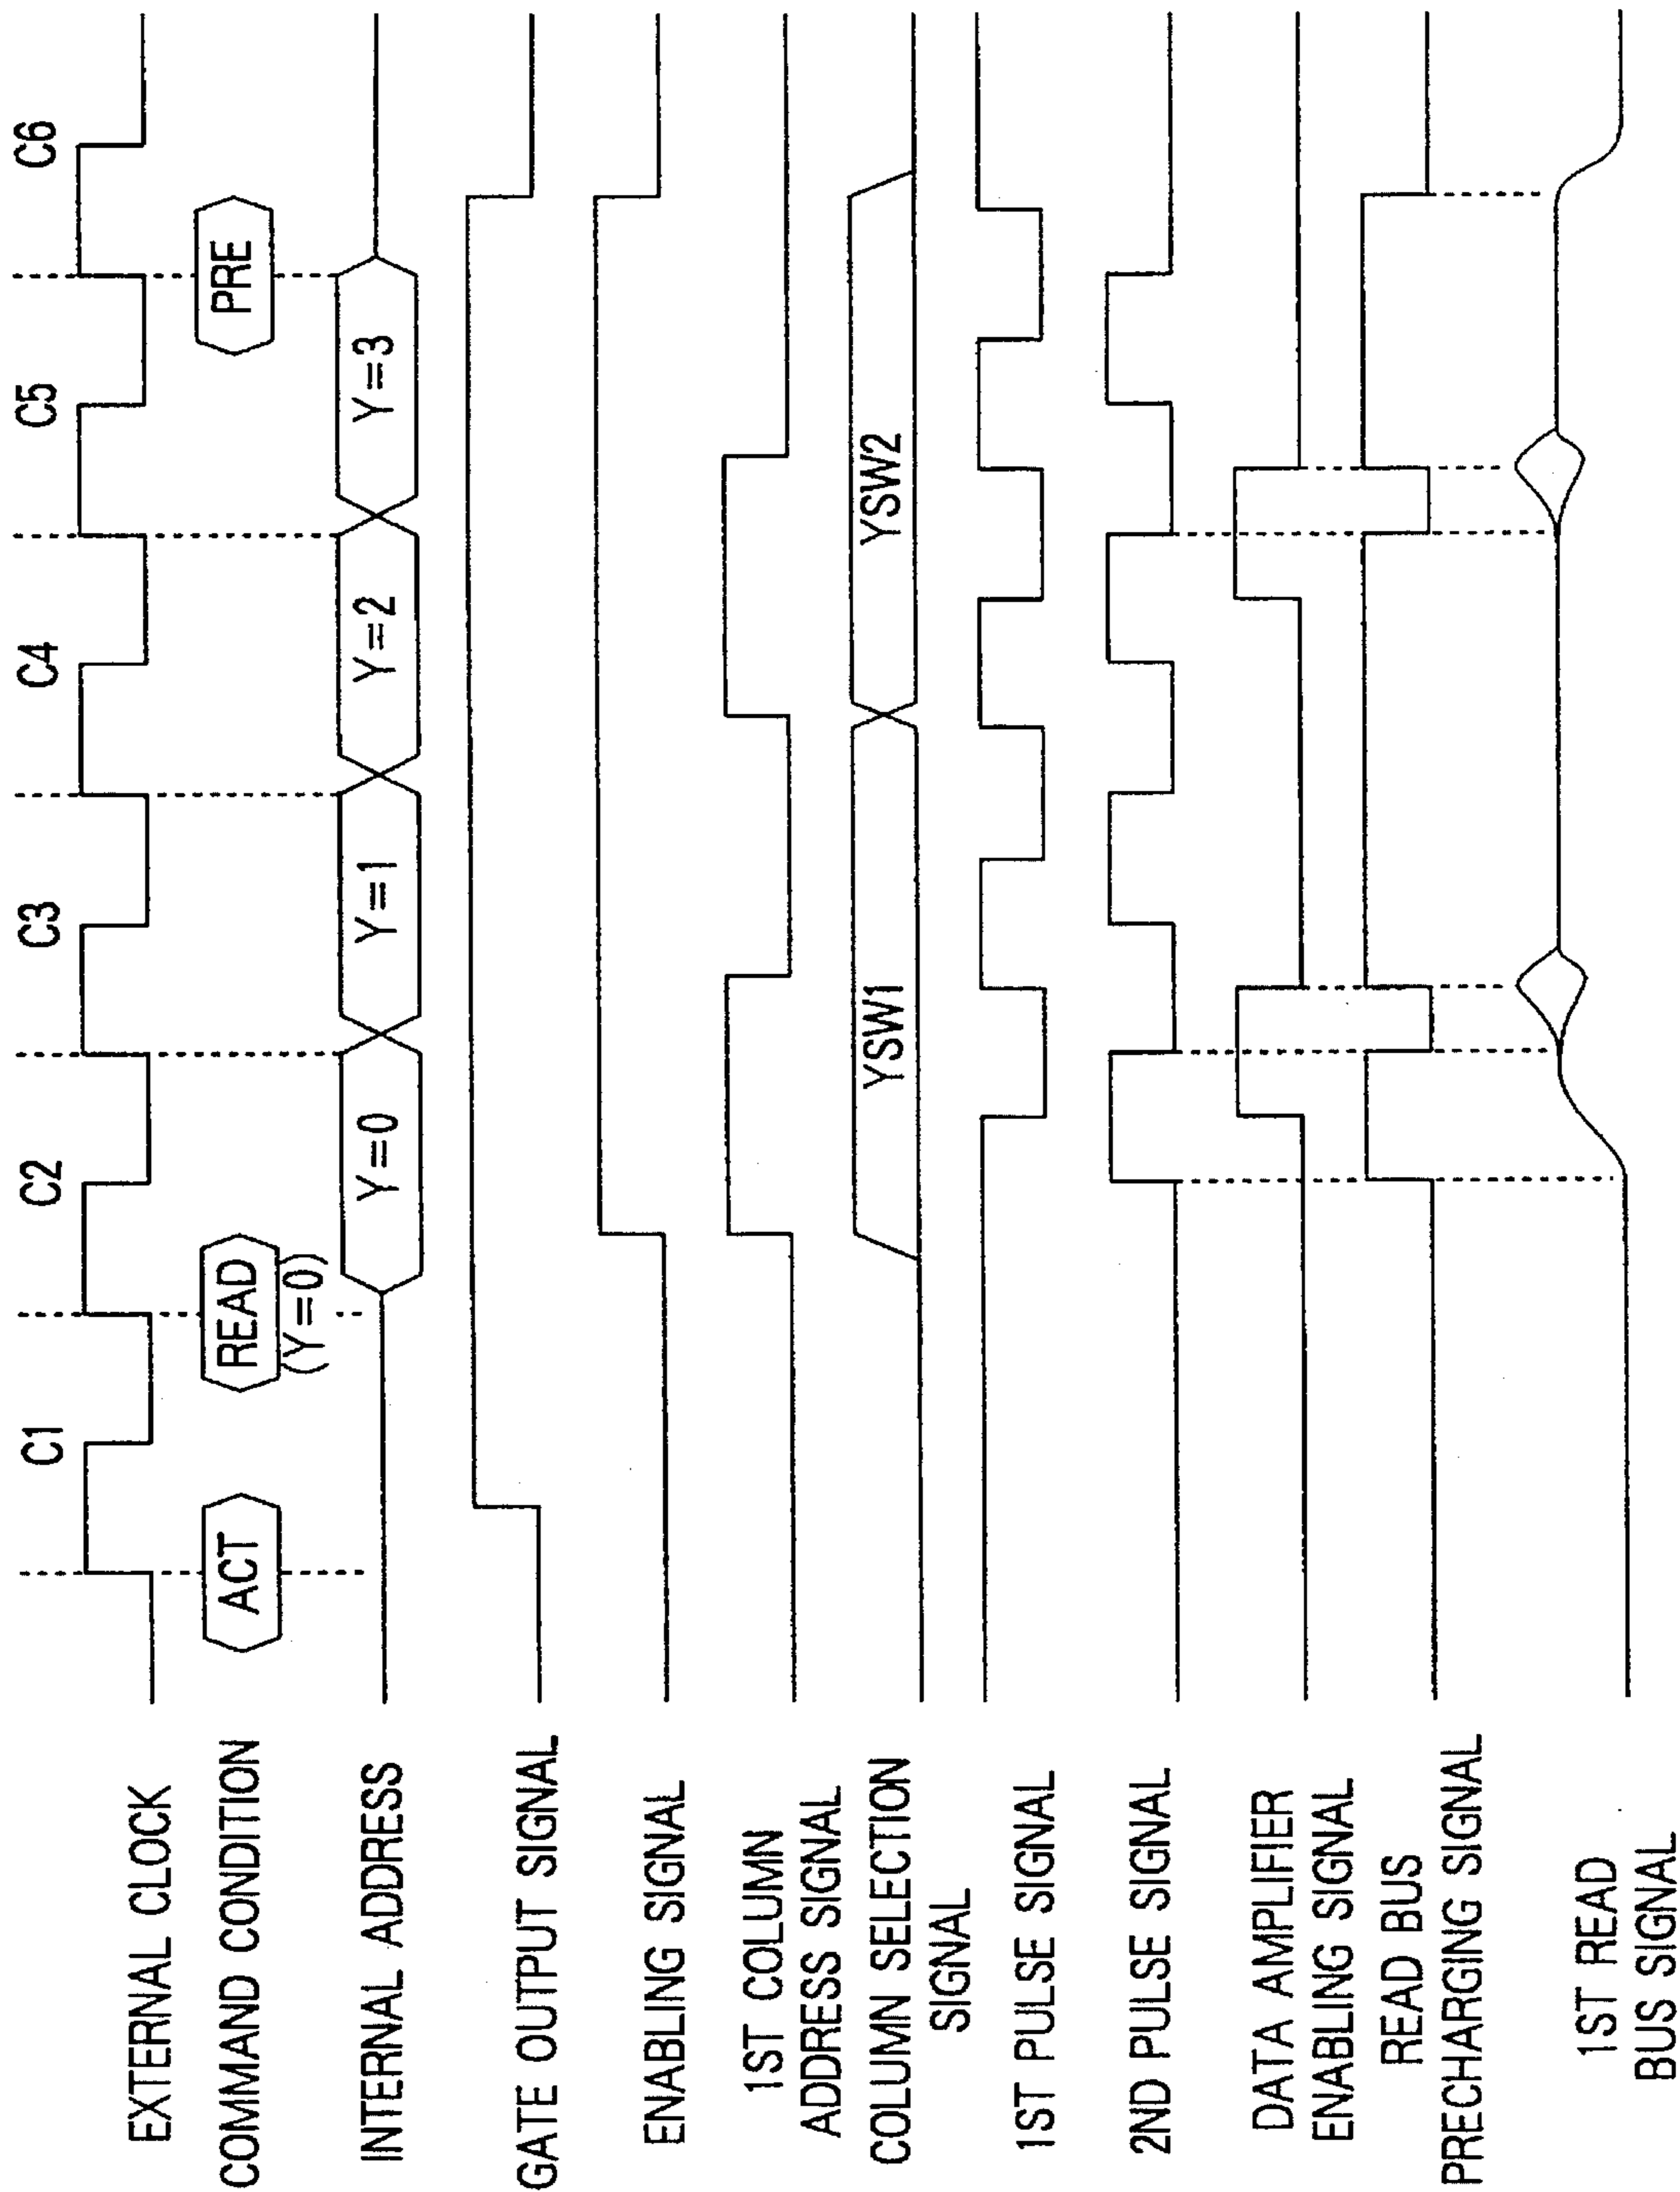 C1 C2 C3 C4 C5 C6
EXTERNAL CLOCK
COMMAND CONDITION
ACT READ PRE
(Y=0)
INTERNAL ADDRESS
Y=0 Y=1 Y=2 Y=3
GATE OUTPUT SIGNAL
ENABLING SIGNAL
1ST COLUMN
ADDRESS SIGNAL
COLUMN SELECTION
SIGNAL
YSW1 YSW2
1ST PULSE SIGNAL
2ND PULSE SIGNAL
DATA AMPLIFIER
ENABLING SIGNAL
READ BUS
PRECHARGING SIGNAL
1ST READ
BUS SIGNAL